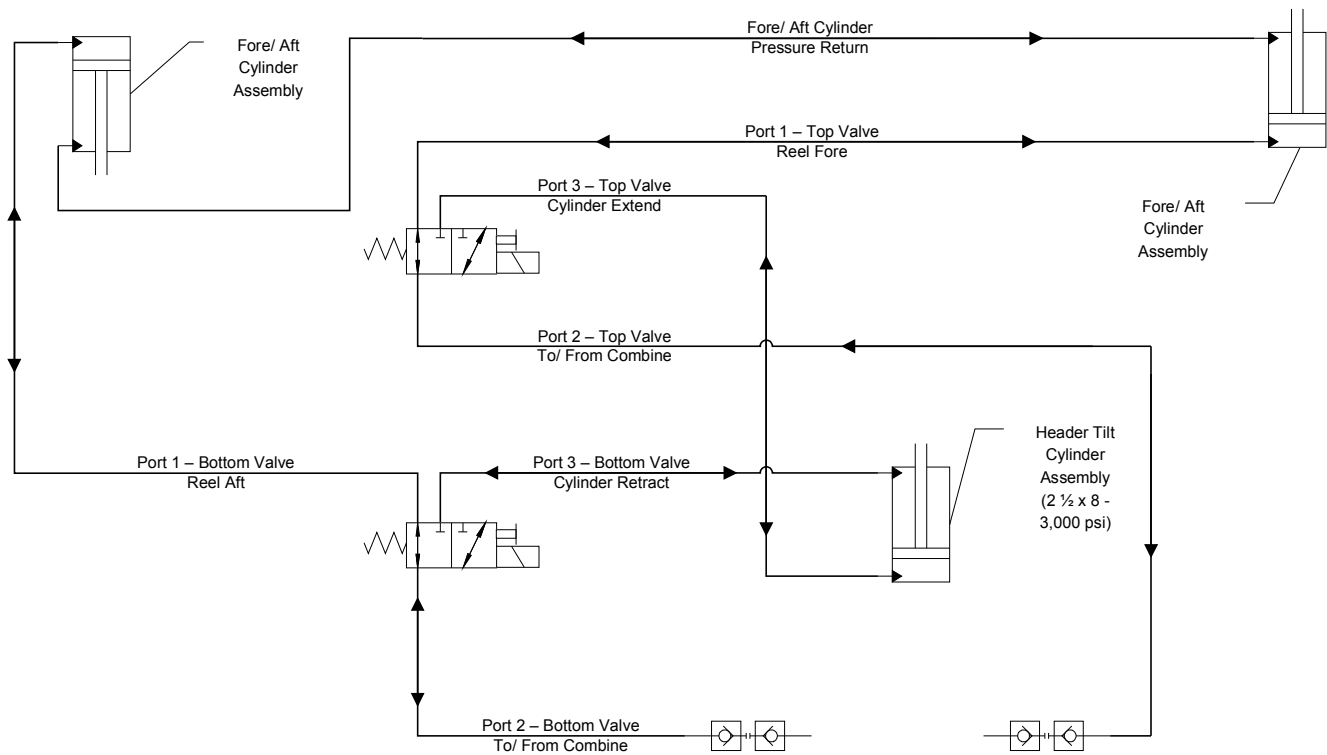 Fore/ Aft
Cylinder
Assembly
Fore/ Aft Cylinder
Pressure Return
Port 1 – Top Valve
Reel Fore
Port 3 – Top Valve
Cylinder Extend
Fore/ Aft
Cylinder
Assembly
Port 2 – Top Valve
To/ From Combine
Port 1 – Bottom Valve
Reel Aft
Port 3 – Bottom Valve
Cylinder Retract
Header Tilt
Cylinder
Assembly
(2 ½ x 8 -
3,000 psi)
Port 2 – Bottom Valve
To/ From Combine